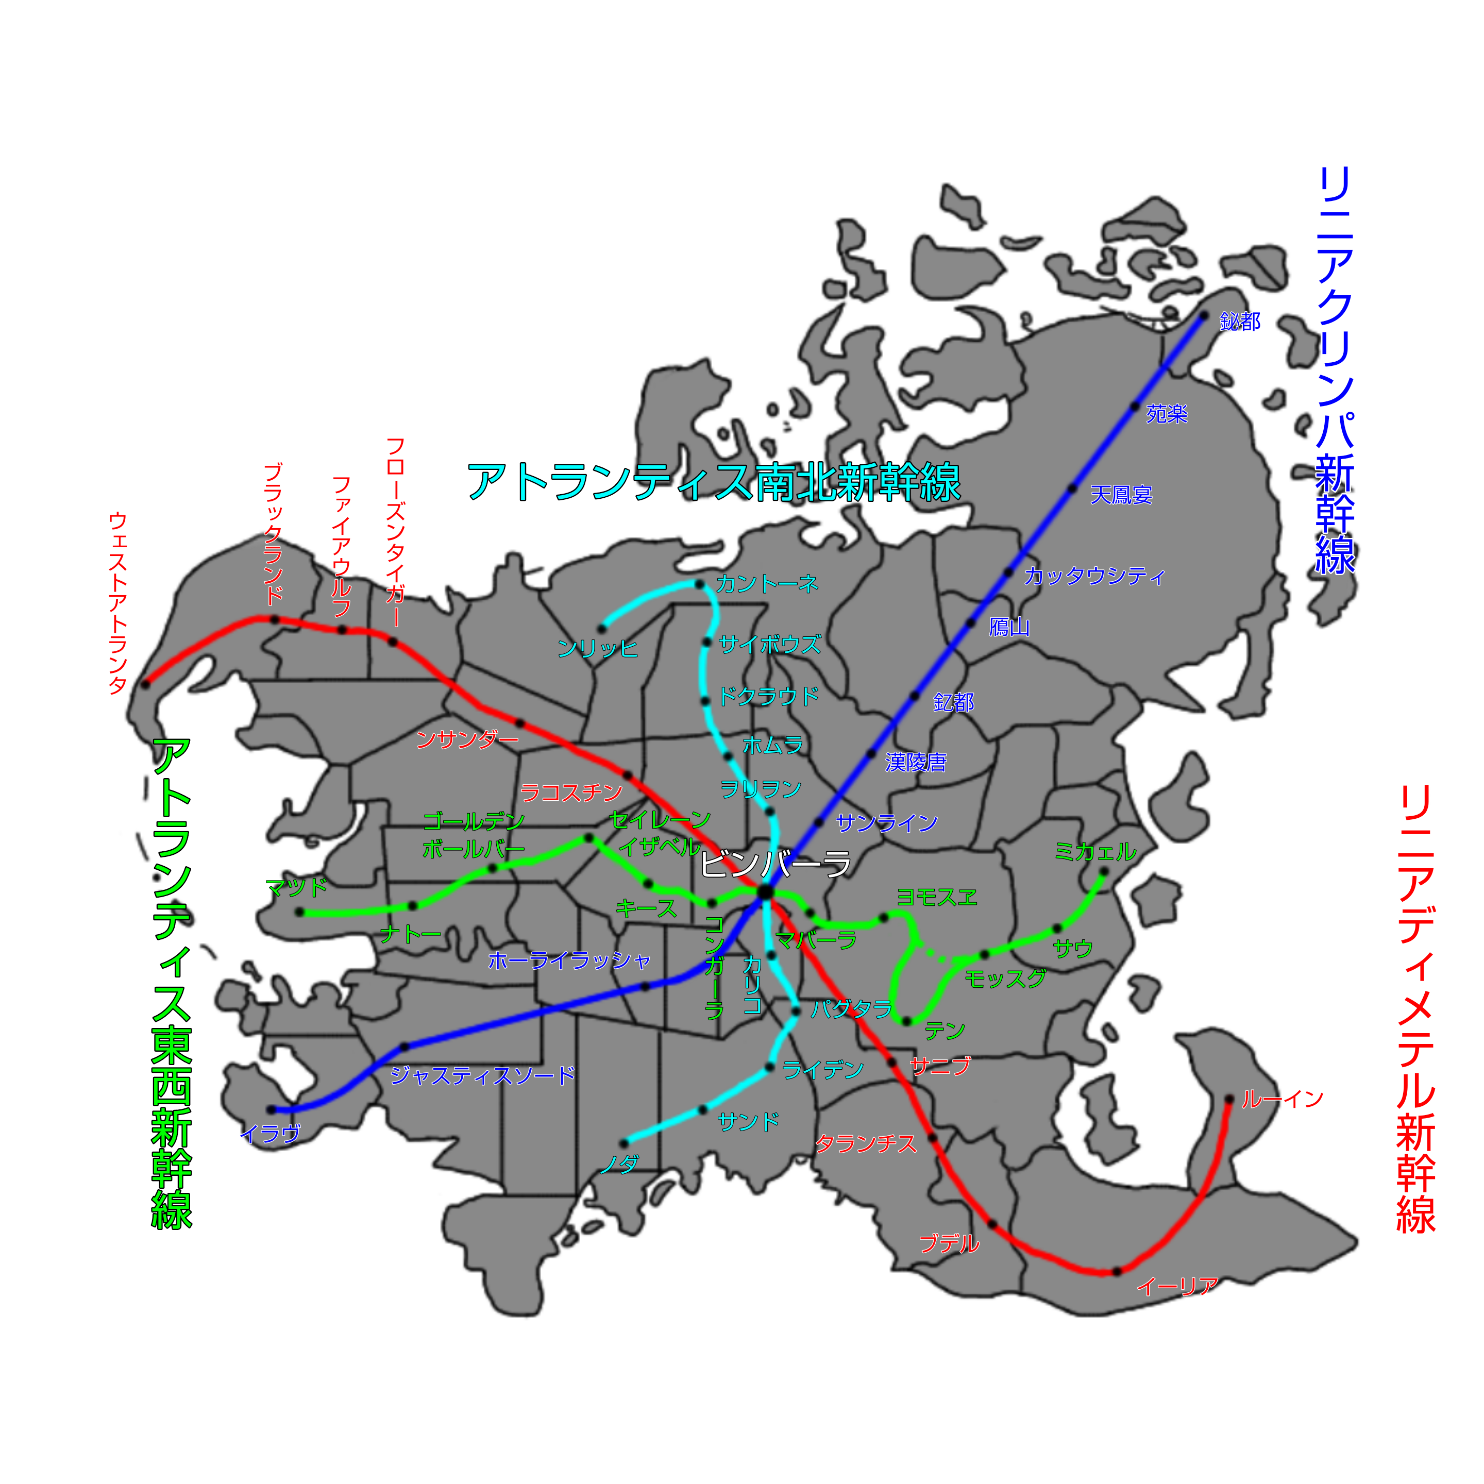 リニアクリンパ新幹線
鉍都
苑楽
天鳳宴
カッタウシティ
鴈山
釔都
漢陵唐
サンライン
ビンバーラ
ホーライラッシャ
ジャスティスソード
イラヴ
アトランティス南北新幹線
ンリッヒ
カントーネ
サイボウズ
ドクラウド
ホムラ
ヲリヲン
カリコ
パグタラ
ライデン
サンド
ノダ
ウェストアトランタ
ブラックランド
ファイアウルフ
フローズンタイガー
ンサンダー
ラコスチン
サニブ
タランチス
ブデル
イーリア
ルーイン
リニアディメテル新幹線
アトランティス東西新幹線
マツド
ナトー
ゴールデン
ボールバー
セイレーン
イザベル
キース
コンガーラ
マバーラ
ヨモスヱ
テン
モッスグ
サウ
ミカェル